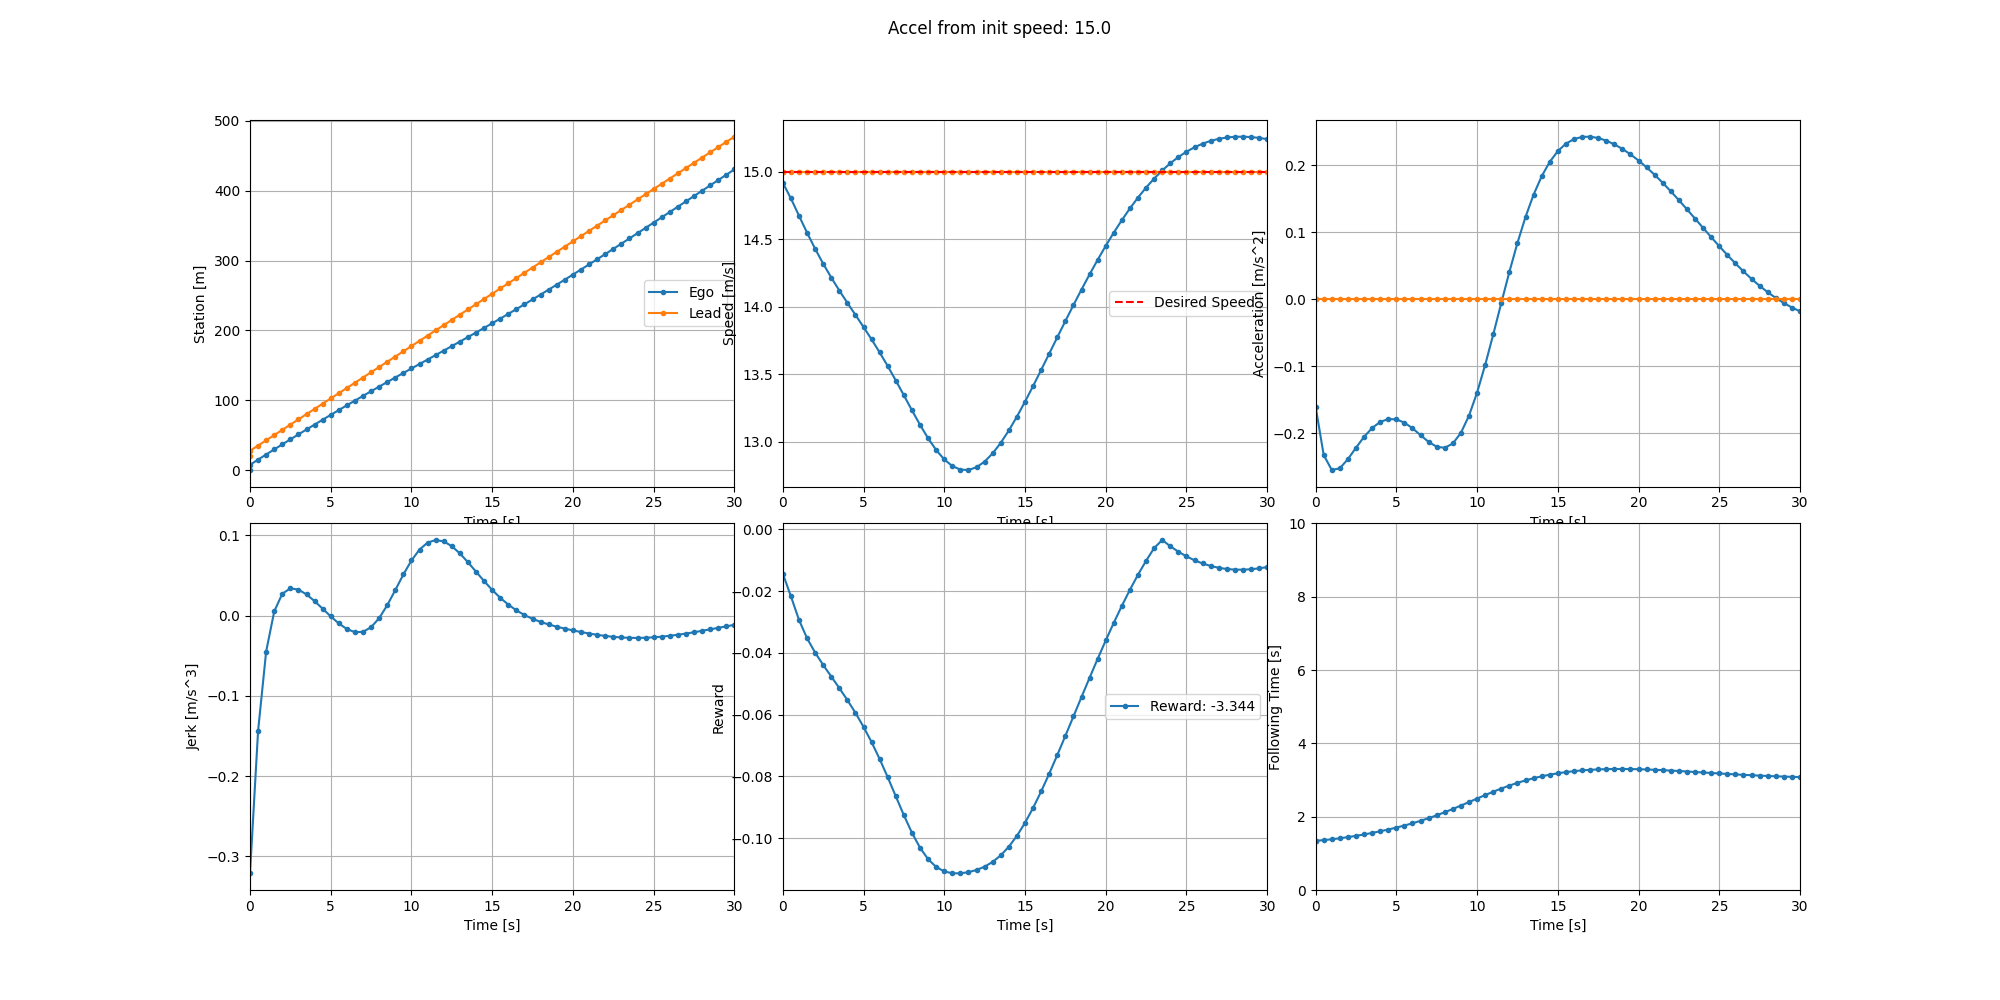 Accel from init speed: 15.0
Station [m]
500
400
300
200
100
0
0 5 10 15 20 25 30
Time [s]
Ego
Lead
Speed [m/s]
15.0
14.5
14.0
13.5
13.0
0 5 10 15 20 25 30
Time [s]
Desired Speed
Acceleration [m/s^2]
0.2
0.1
0.0
−0.1
−0.2
0 5 10 15 20 25 30
Time [s]
Jerk [m/s^3]
0.1
0.0
−0.1
−0.2
−0.3
0 5 10 15 20 25 30
Time [s]
Reward
0.00
−0.02
−0.04
−0.06
−0.08
−0.10
0 5 10 15 20 25 30
Time [s]
Reward: -3.344
Following Time [s]
10
8
6
4
2
0
0 5 10 15 20 25 30
Time [s]